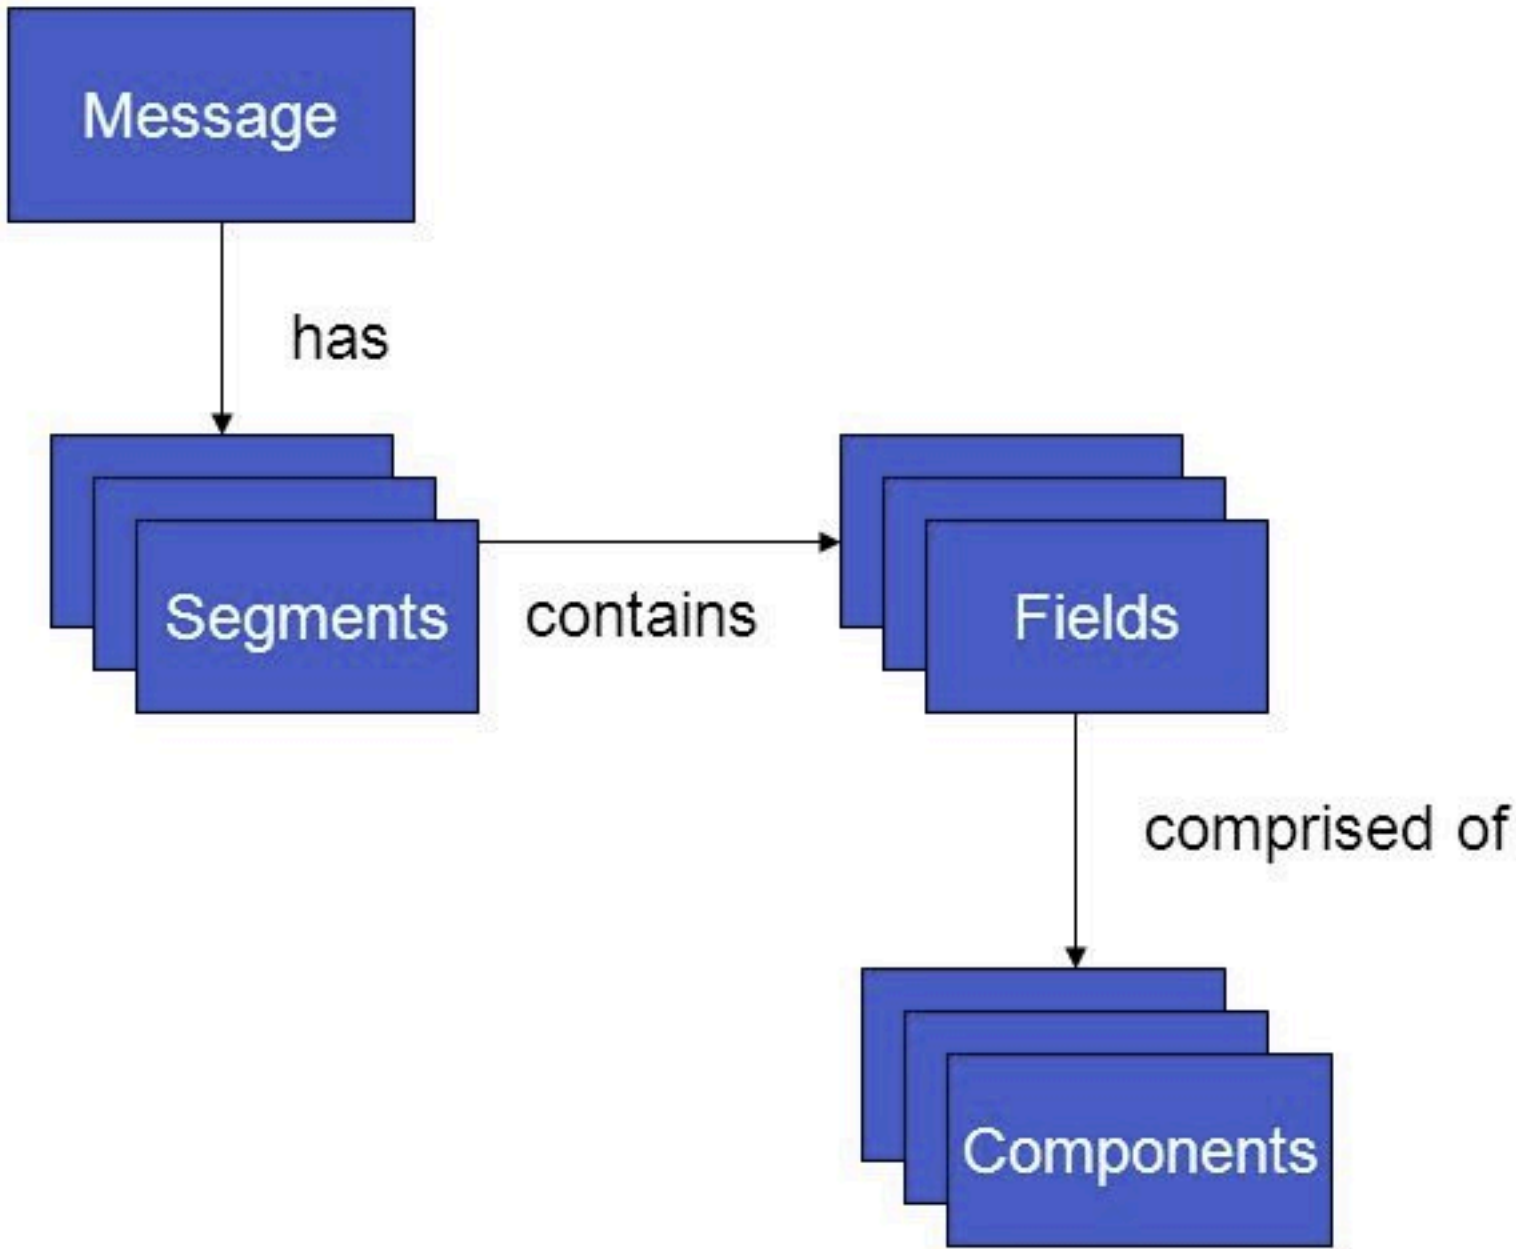 Message
has
Segments
contains
Fields
comprised of
Components